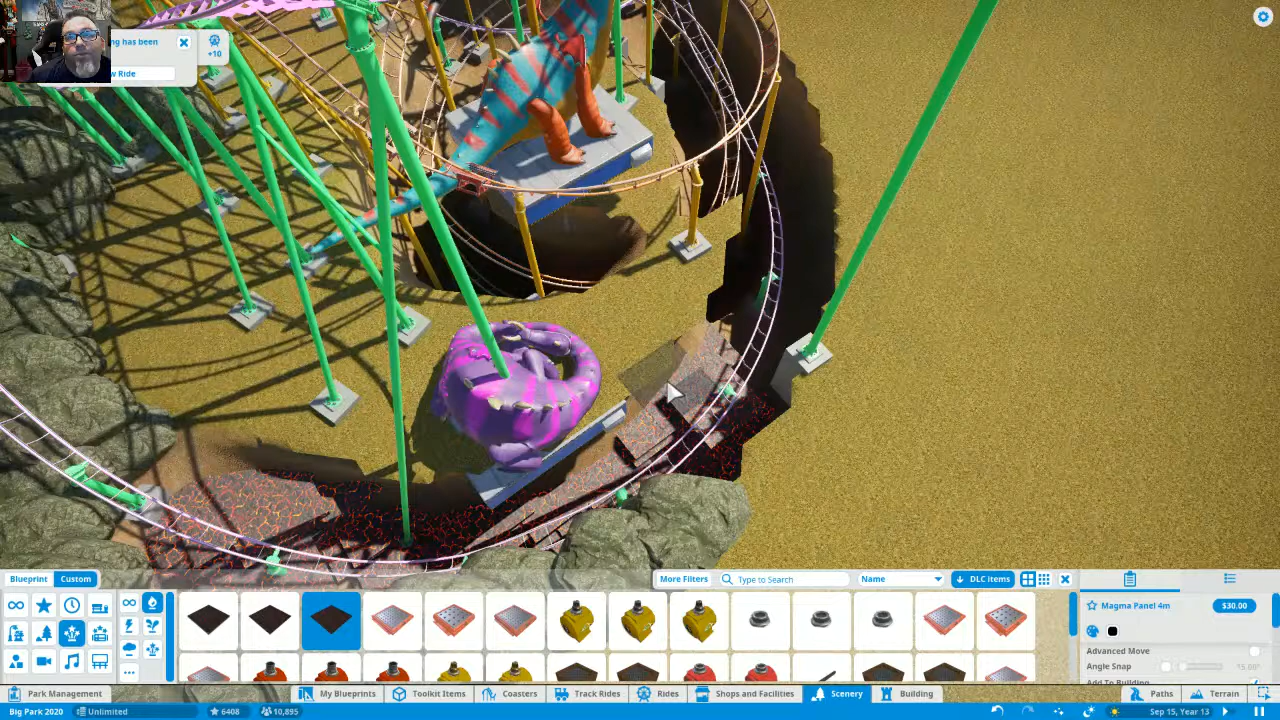 ng has been
+10
w Ride
Blueprint Custom More Filters Type to Search Name DLC items
Magma Panel 4m $30.00
Advanced Move
Angle Snap 15.00°
Park Management My Blueprints Toolkit Items Coasters Track Rides Rides Shops and Facilities Scenery Building Paths Terrain
Big Park 2020 Unlimited 6408 10,895 Sep 15, Year 13